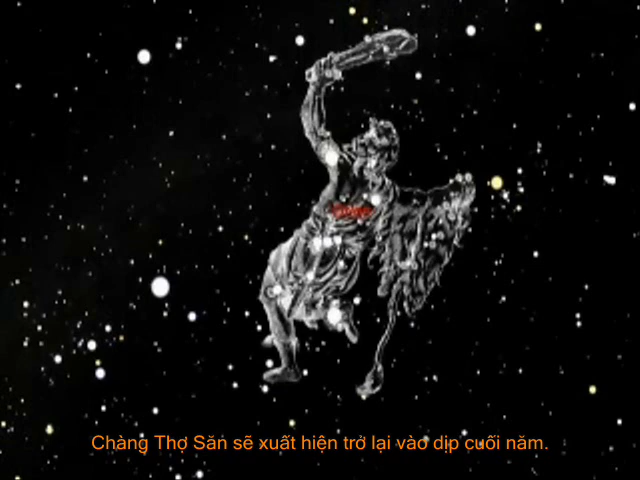 Chàng Thợ Săn sẽ xuất hiện trở lại vào dịp cuối năm.